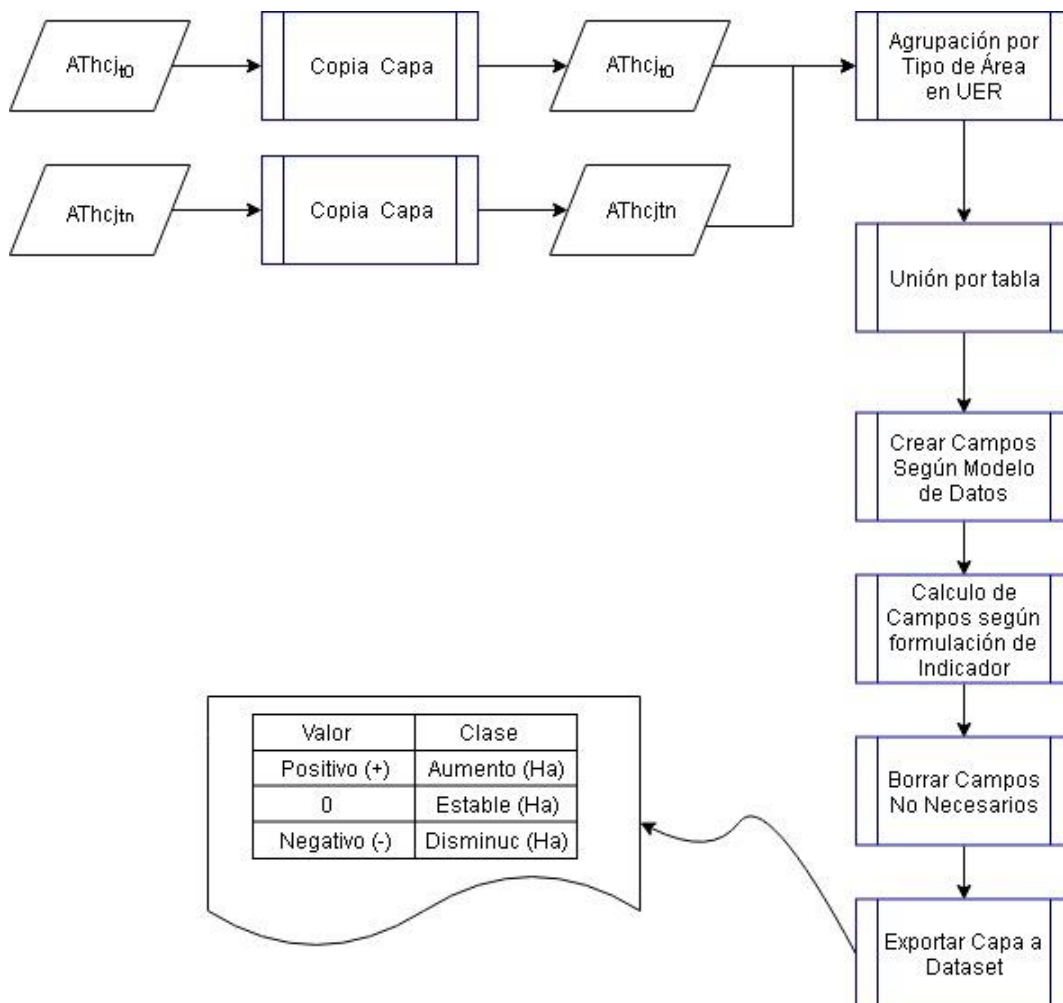 AThcjt0
Copia Capa
AThcjt0
Agrupación por
Tipo de Área
en UER
AThcjtn
Copia Capa
AThcjtn
Unión por tabla
Crear Campos
Según Modelo
de Datos
Calculo de
Campos según
formulación de
Indicador
Valor Clase
Positivo (+) Aumento (Ha)
0 Estable (Ha)
Negativo (-) Disminuc (Ha)
Borrar Campos
No Necesarios
Exportar Capa a
Dataset